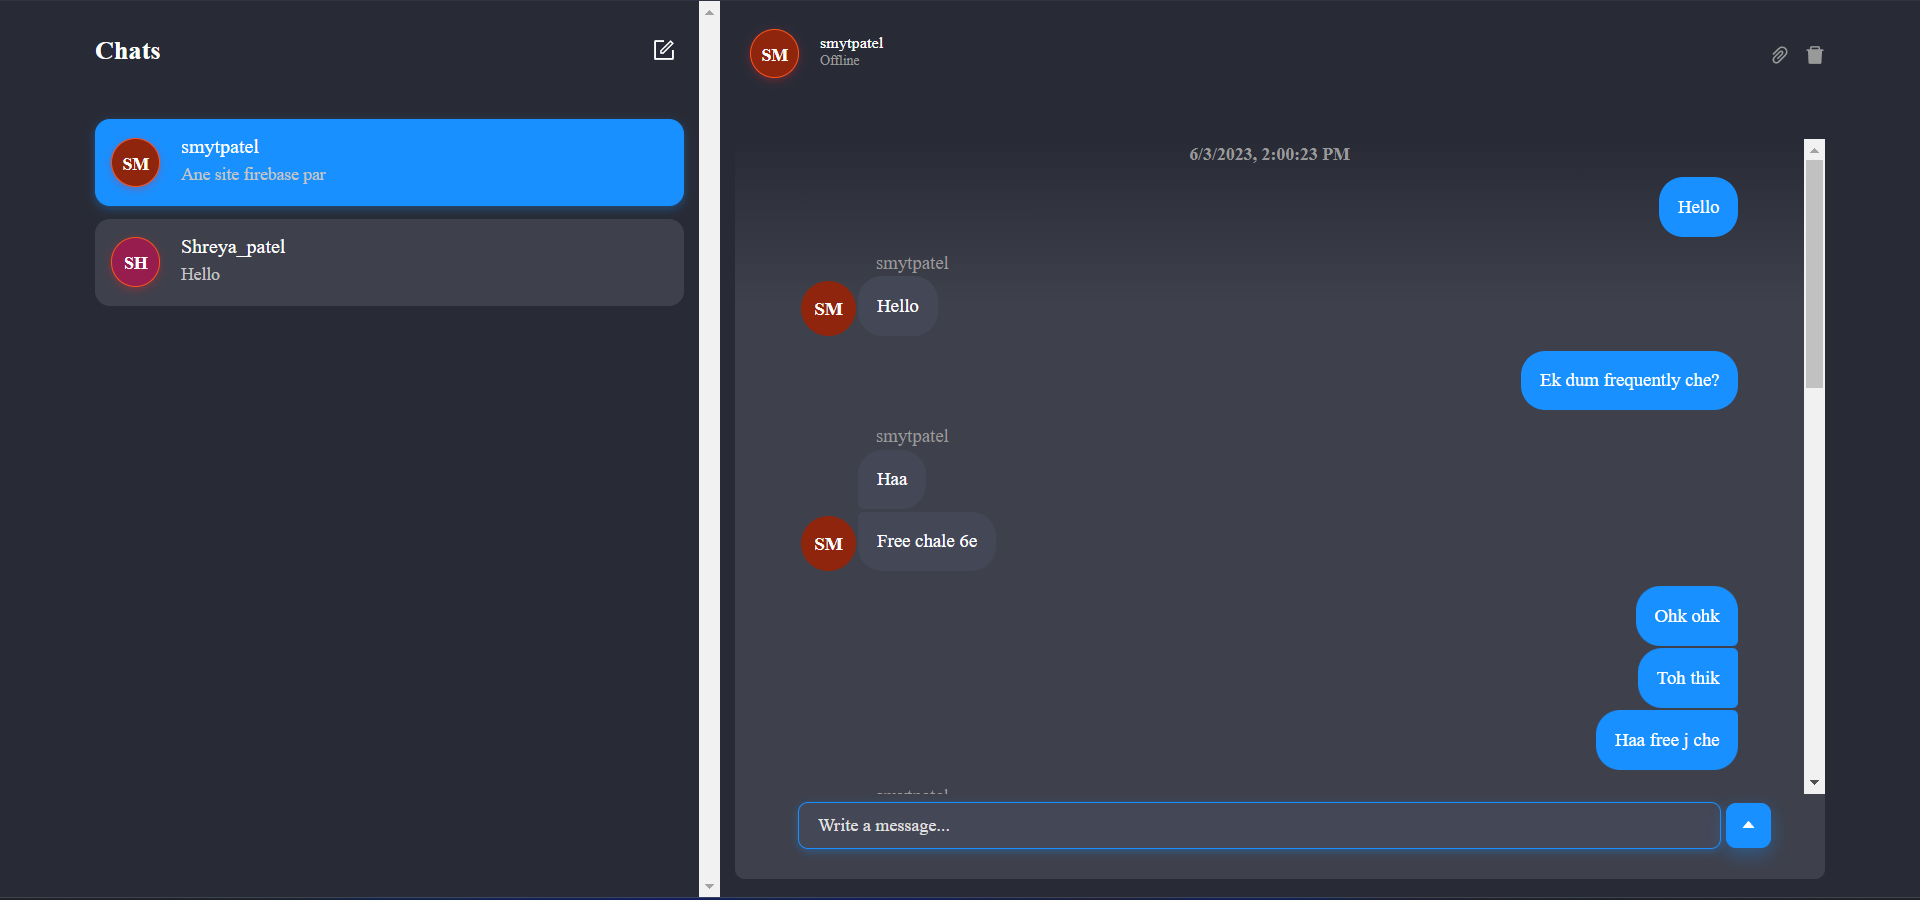 Chats
SM
smytpatel
Ane site firebase par
SH
Shreya_patel
Hello
SM
smytpatel
Offline
6/3/2023, 2:00:23 PM
Hello
smytpatel
SM
Hello
Ek dum frequently che?
smytpatel
Haa
SM
Free chale 6e
Ohk ohk
Toh thik
Haa free j che
smytpatel
Write a message...